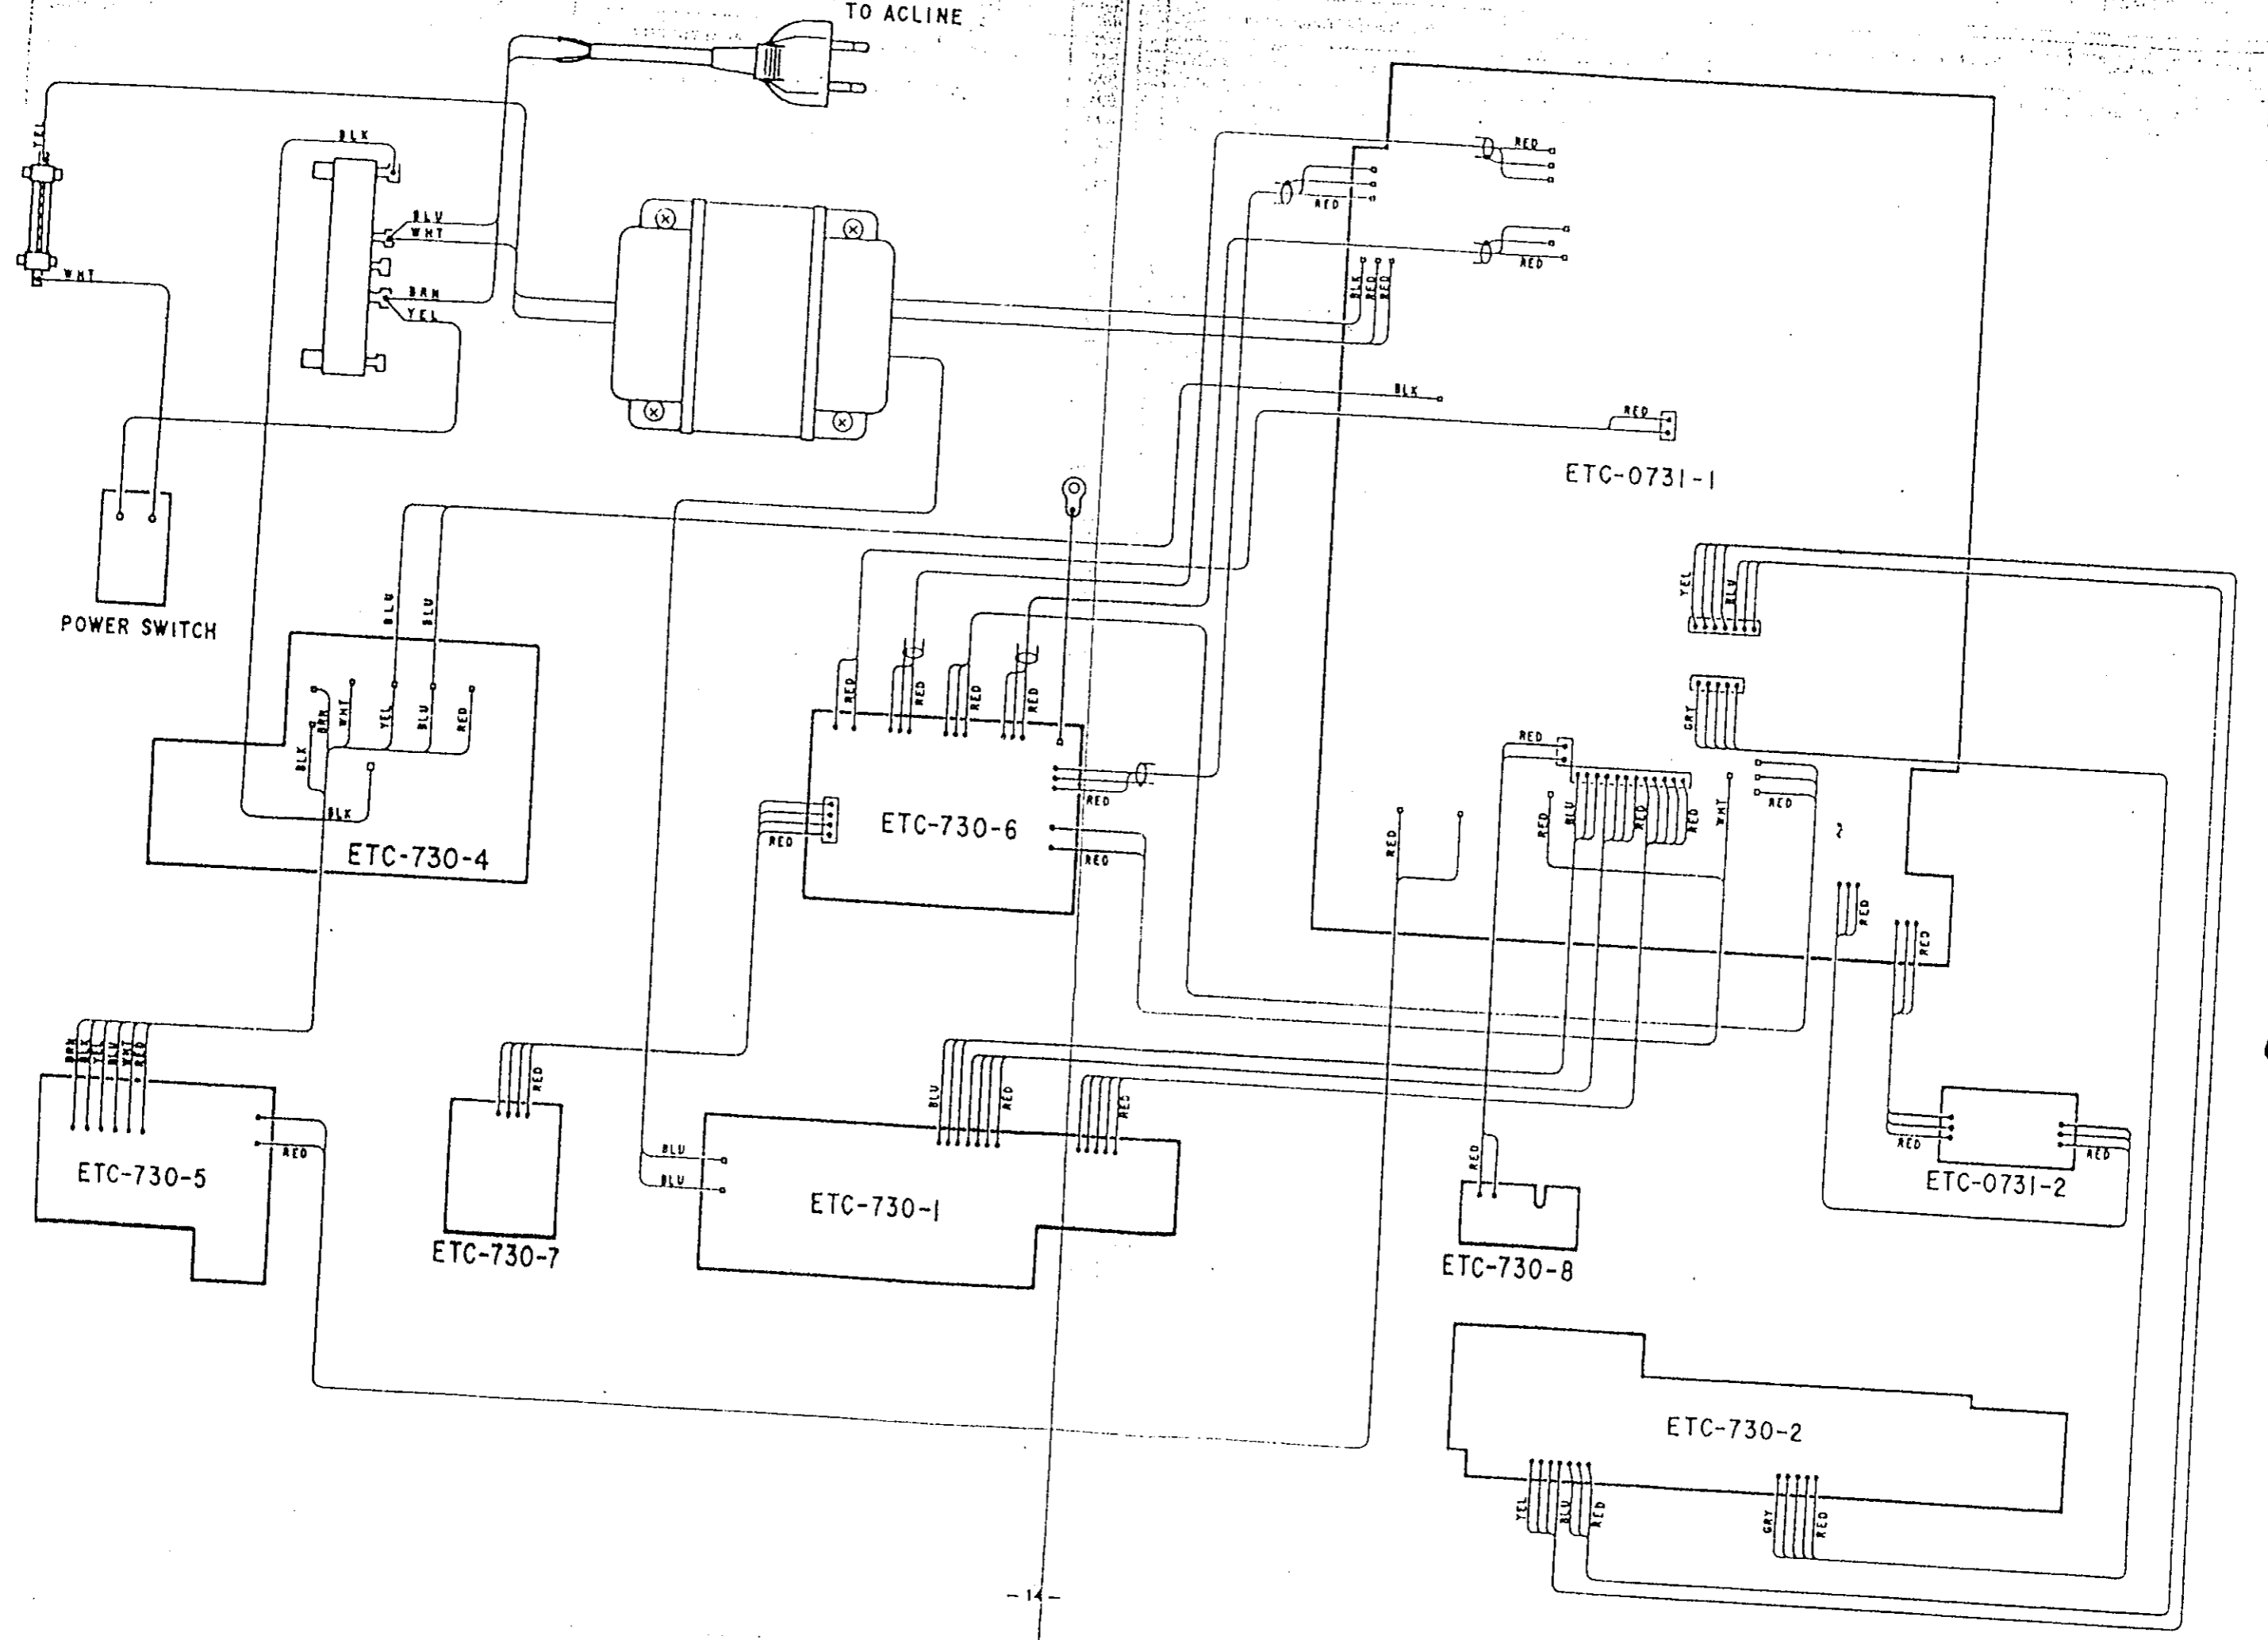 TO ACLINE
YEL
BLK
RED
RED
BLU
WHT
WHT
BRN
YEL
BLK
RED
RED
RED
BLK
RED
ETC-0731-1
POWER SWITCH
BLU
BLU
YEL
BLU
BRN
WHT
YEL
BLU
RED
BLK
BLK
ETC-730-4
RED
RED
RED
RED
GRY
RED
RED
ETC-730-6
RED
RED
RED
RED
BLU
RED
RED
WHT
RED
RED
RED
BRN
BLK
YEL
BLU
WHT
RED
RED
ETC-730-5
RED
ETC-730-7
BLU
RED
RED
BLU
BLU
ETC-730-1
RED
ETC-730-8
RED
RED
ETC-0731-2
ETC-730-2
YEL
BLU
RED
GRY
RED
-14-